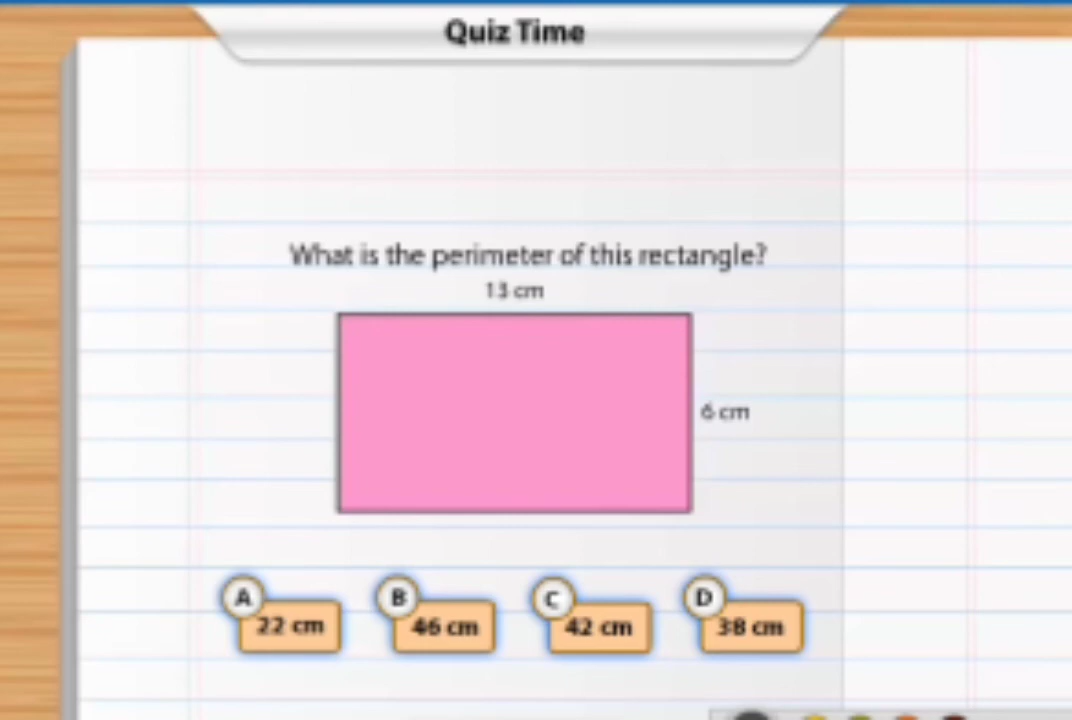 Quiz Time
What is the perimeter of this rectangle?
13 cm
6 cm
A B C D
22 cm 46 cm 42 cm 38 cm